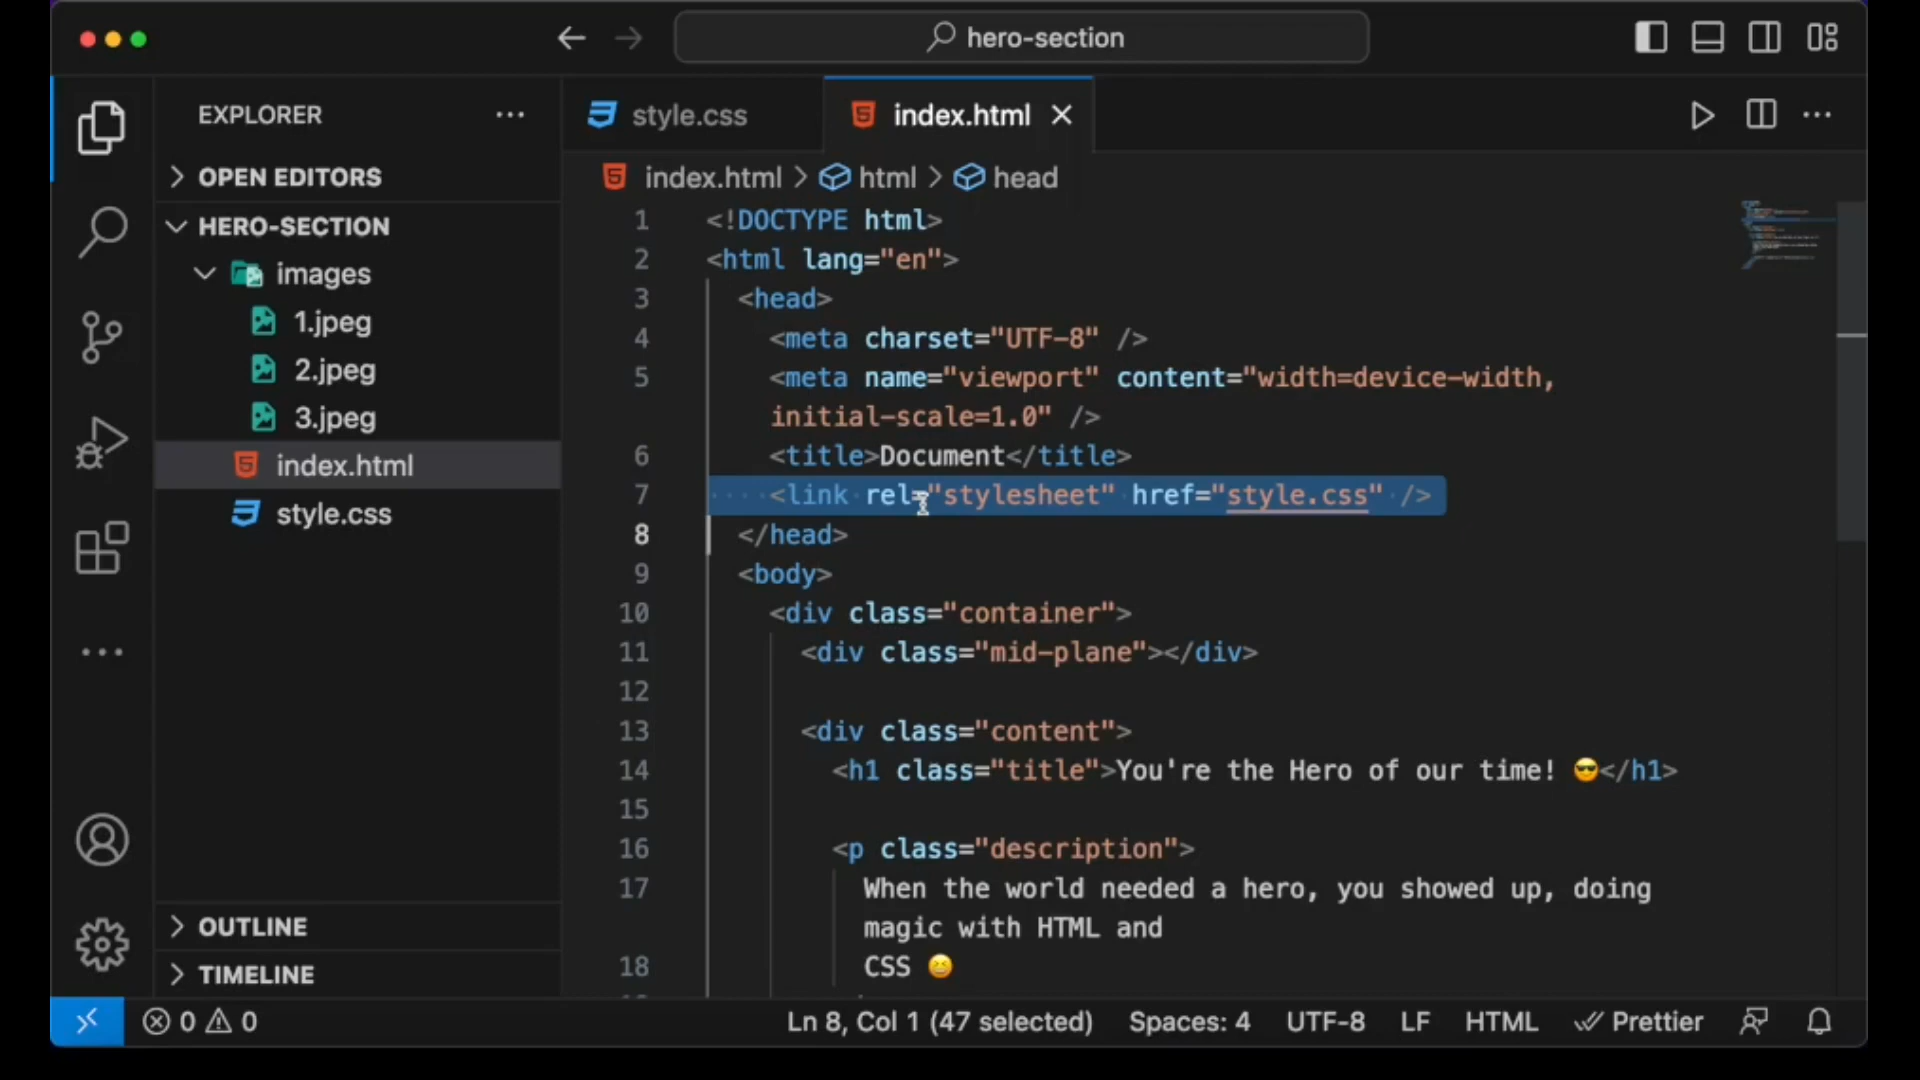 hero-section
EXPLORER
style.css
index.html
OPEN EDITORS
HERO-SECTION
images
1.jpeg
2.jpeg
3.jpeg
index.html
style.css
OUTLINE
TIMELINE
index.html > html > head
1 <!DOCTYPE html>
2 <html lang="en">
3 <head>
4 <meta charset="UTF-8" />
5 <meta name="viewport" content="width=device-width,
initial-scale=1.0" />
6 <title>Document</title>
7 <link rel="stylesheet" href="style.css" />
8 </head>
9 <body>
10 <div class="container">
11 <div class="mid-plane"></div>
12
13 <div class="content">
14 <h1 class="title">You're the Hero of our time! 😎</h1>
15
16 <p class="description">
17 When the world needed a hero, you showed up, doing
magic with HTML and
18 CSS 😁
0 0
Ln 8, Col 1 (47 selected)
Spaces: 4
UTF-8
LF
HTML
Prettier